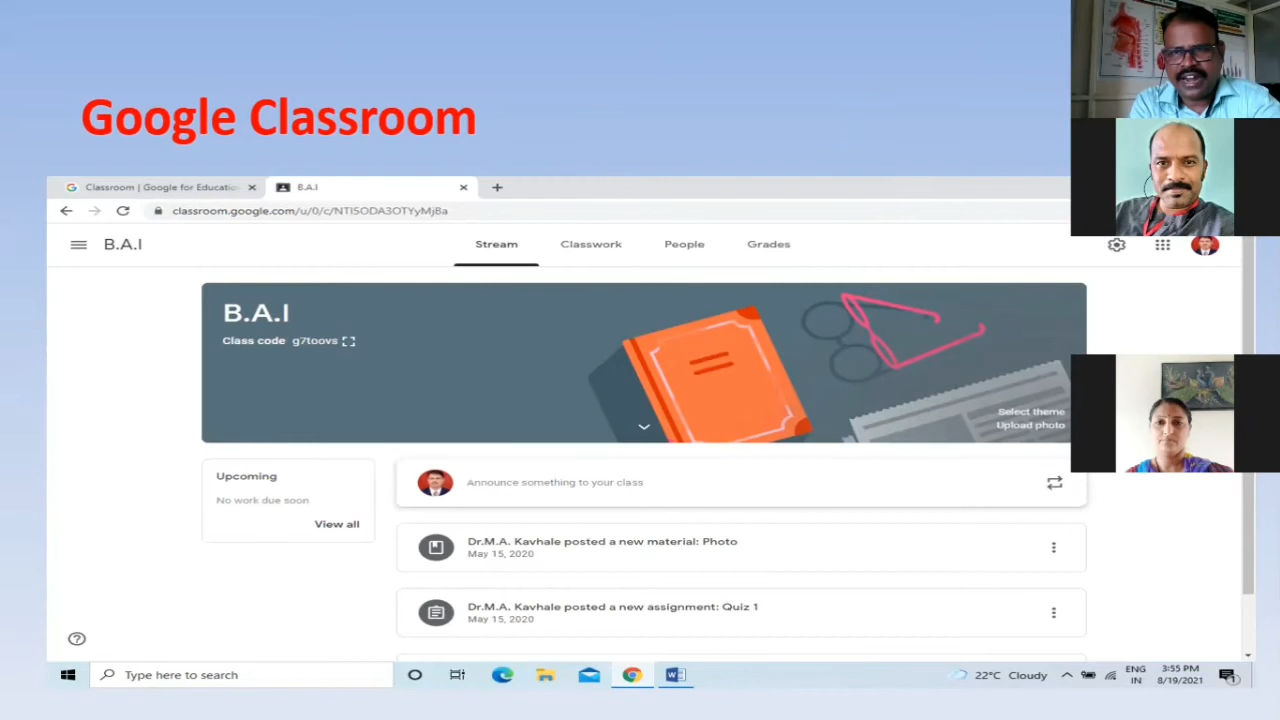 Google Classroom
Classroom | Google for Educatio
B.A.I
classroom.google.com/u/0/c/NTI5ODA3OTYyMjBa
B.A.I
Stream
Classwork
People
Grades
B.A.I
Class code g7toovs
Select theme
Upload photo
Upcoming
No work due soon
View all
Announce something to your class
Dr.M.A. Kavhale posted a new material: Photo
May 15, 2020
Dr.M.A. Kavhale posted a new assignment: Quiz 1
May 15, 2020
Type here to search
22°C Cloudy
ENG
IN
3:55 PM
8/19/2021
1